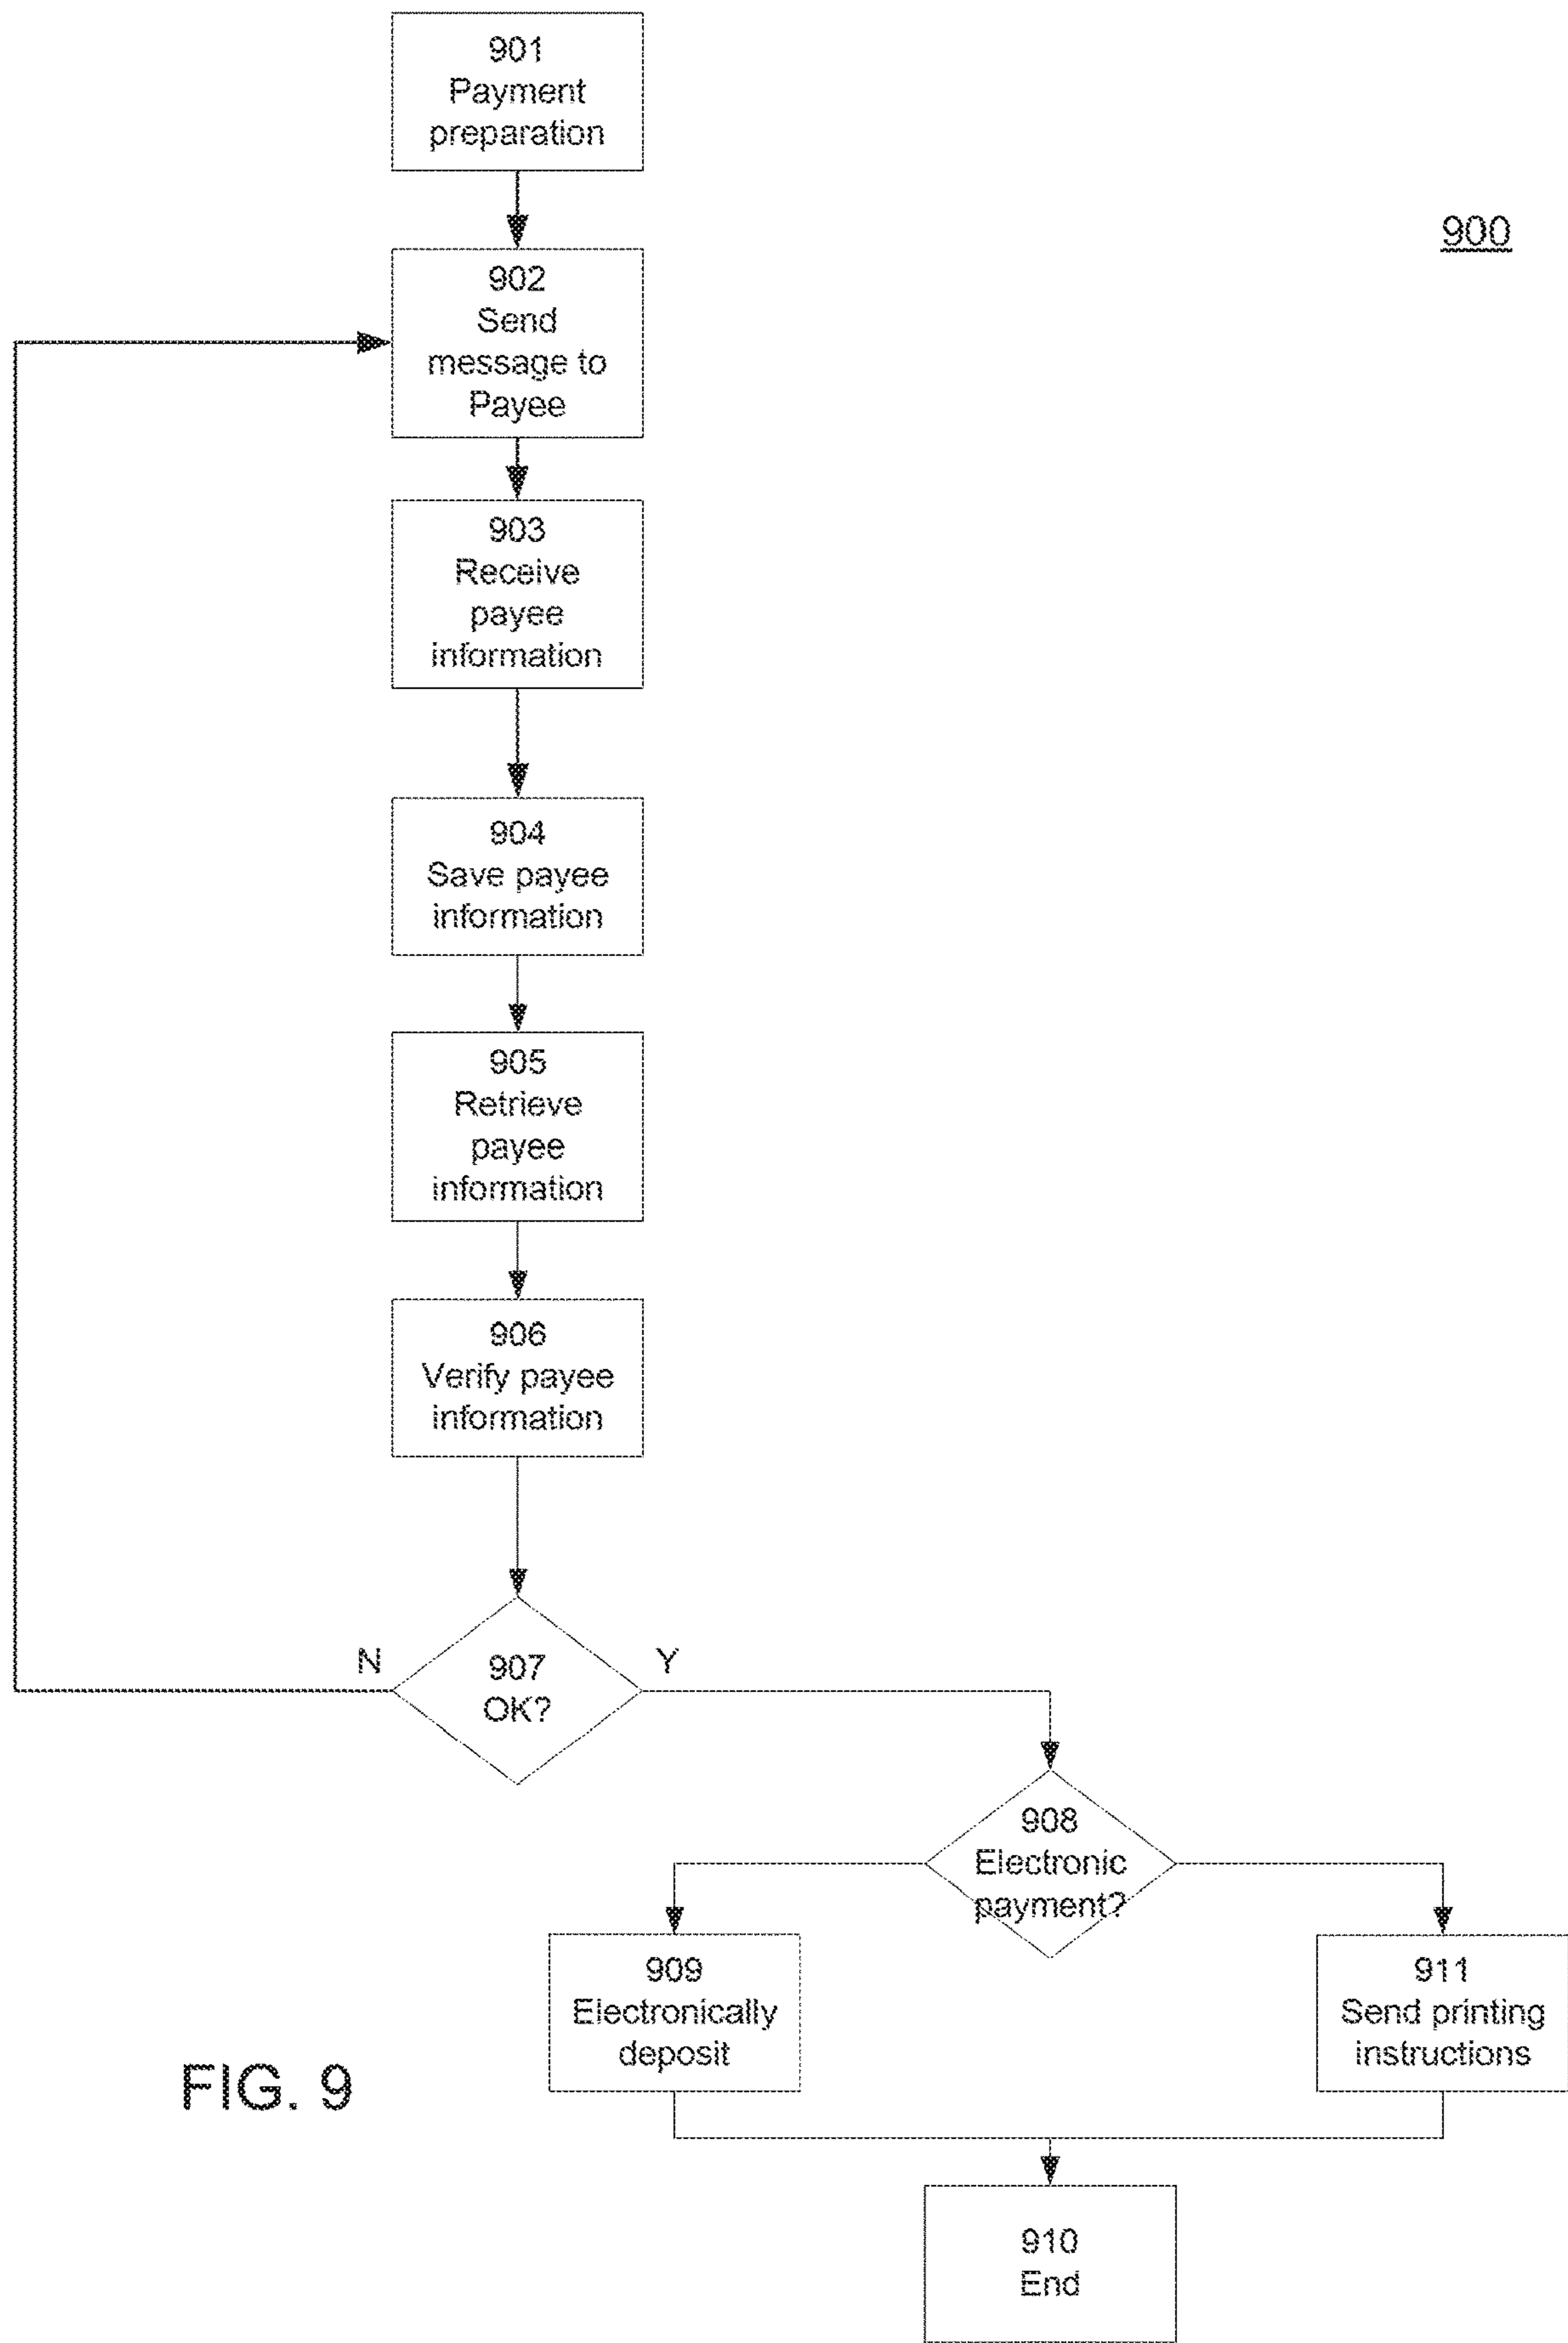 901
Payment
preparation
900
902
Send
message to
Payee
903
Receive
payee
information
904
Save payee
information
905
Retrieve
payee
information
906
Verify payee
information
N
907
OK?
Y
908
Electronic
payment?
909
Electronically
deposit
911
Send printing
instructions
FIG. 9
910
End